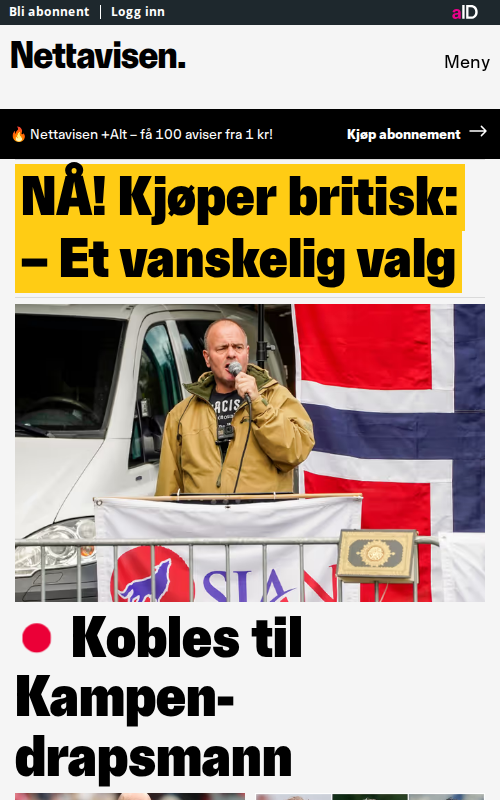 Bli abonnent | Logg inn
aID
Nettavisen.
Meny
🔥 Nettavisen +Alt – få 100 aviser fra 1 kr!
Kjøp abonnement →
NÅ! Kjøper britisk:
– Et vanskelig valg
SIAN
Kobles til
Kampen-
drapsmann